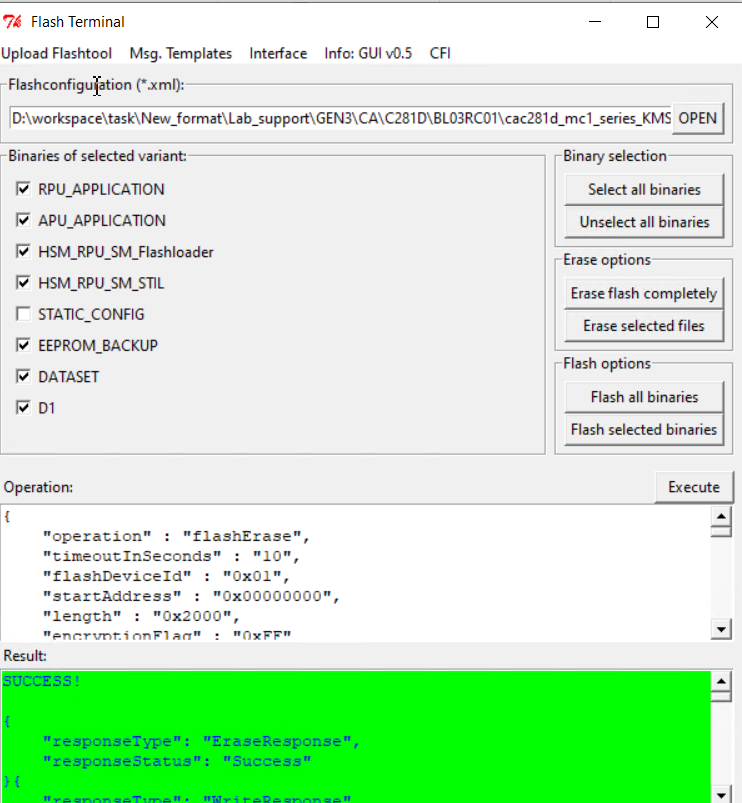 Flash Terminal
Upload Flashtool Msg. Templates Interface Info: GUI v0.5 CFI
Flashconfiguration (*.xml):
D:\workspace\task\New_format\Lab_support\GEN3\CA\C281D\BL03RC01\cac281d_mc1_series_KMS OPEN
Binaries of selected variant:
RPU_APPLICATION
APU_APPLICATION
HSM_RPU_SM_Flashloader
HSM_RPU_SM_STIL
STATIC_CONFIG
EEPROM_BACKUP
DATASET
D1
Binary selection
Select all binaries
Unselect all binaries
Erase options
Erase flash completely
Erase selected files
Flash options
Flash all binaries
Flash selected binaries
Operation: Execute
{
"operation" : "flashErase",
"timeoutInSeconds" : "10",
"flashDeviceId" : "0x01",
"startAddress" : "0x00000000",
"length" : "0x2000",
"encryptionFlag" : "0xFF"
Result:
SUCCESS!
{
"responseType": "EraseResponse",
"responseStatus": "Success"
}{
"responseType": "WriteResponse"